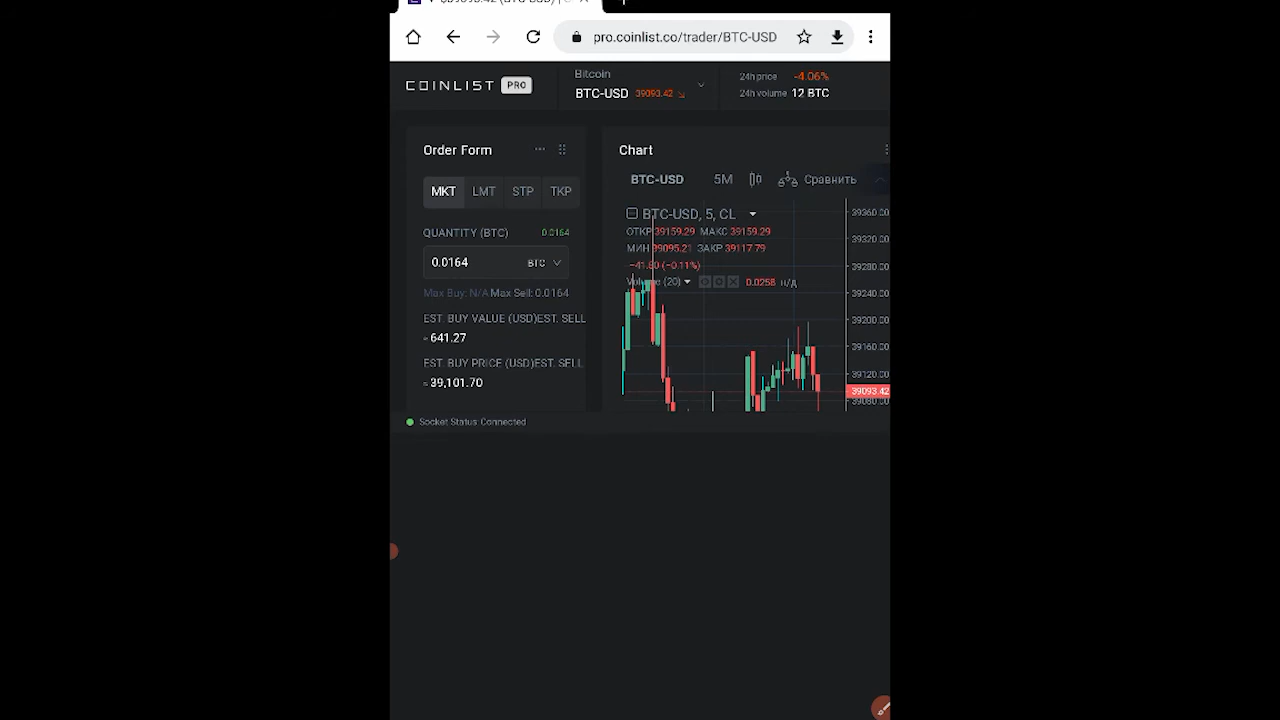 pro.coinlist.co/trader/BTC-USD
COINLIST PRO
Bitcoin
BTC-USD 39093.42
24h price -4.06%
24h volume 12 BTC
Order Form
MKT LMT STP TKP
QUANTITY (BTC) 0.0164
0.0164 BTC
Max Buy: N/A Max Sell: 0.0164
EST. BUY VALUE (USD)EST. SELL
≈ 641.27
EST. BUY PRICE (USD)EST. SELL
≈ 39,101.70
Chart
BTC-USD 5M Сравнить
BTC-USD, 5, CL
ОТКР 39159.29 МАКС 39159.29
МИН 39095.21 ЗАКР 39117.79
−41.80 (−0.11%)
Volume (20) 0.0258 н/д
39360.00
39320.00
39280.00
39240.00
39200.00
39160.00
39120.00
39093.42
39080.00
Socket Status: Connected